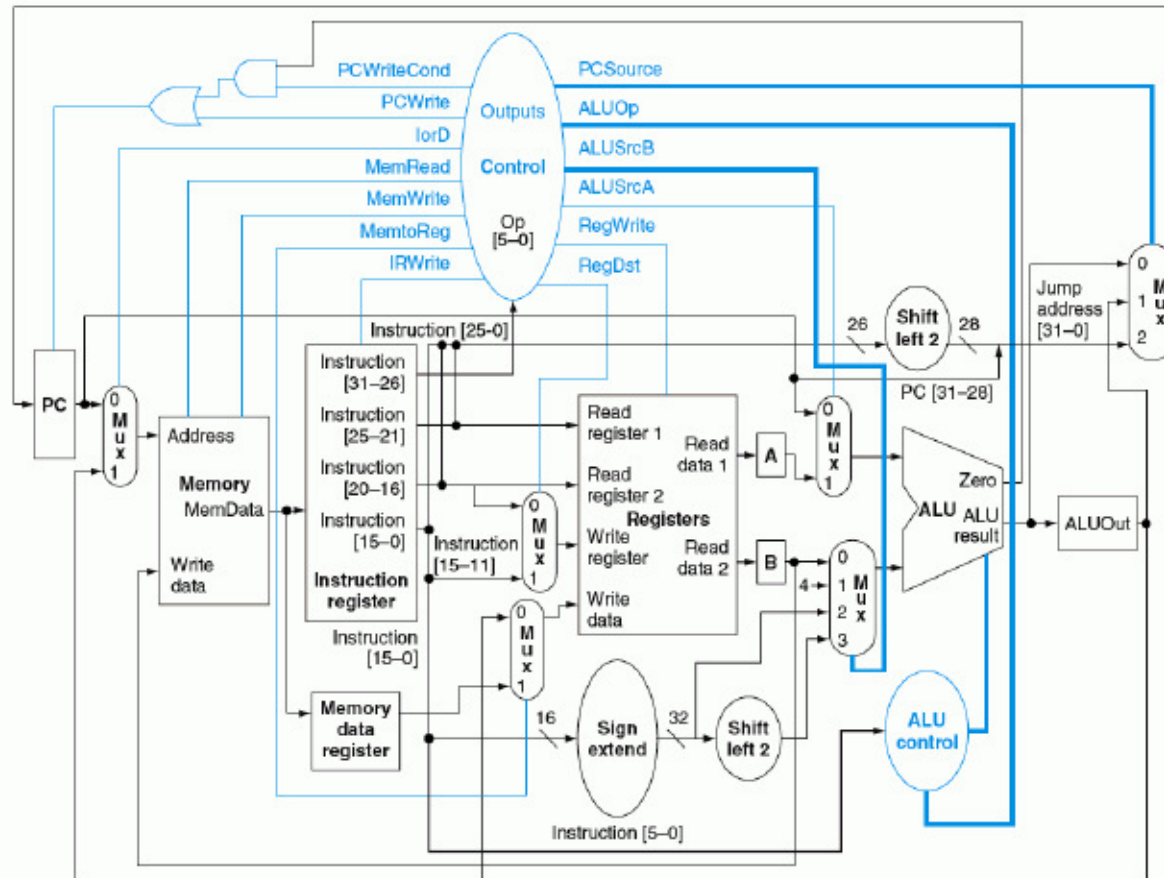 PCWriteCond
PCWrite
IorD
MemRead
MemWrite
MemtoReg
IRWrite
Outputs
Control
Op
[5–0]
PCSource
ALUOp
ALUSrcB
ALUSrcA
RegWrite
RegDst
PC
0
M
u
x
1
Address
Memory
MemData
Write
data
Instruction [25-0]
Instruction
[31–26]
Instruction
[25–21]
Instruction
[20–16]
Instruction
[15–0]
Instruction
register
Instruction
[15–0]
Instruction
[15–11]
Memory
data
register
0
M
u
x
1
0
M
u
x
1
Read
register 1
Read
register 2
Registers
Write
register
Write
data
Read
data 1
Read
data 2
A
B
16
Sign
extend
32
Shift
left 2
Instruction [5–0]
26
Shift
left 2
28
PC [31–28]
Jump
address
[31–0]
0
M
u
x
1
4
0
1
2
3
M
u
x
Zero
ALU
ALU
result
ALUOut
ALU
control
0
1
2
M
u
x